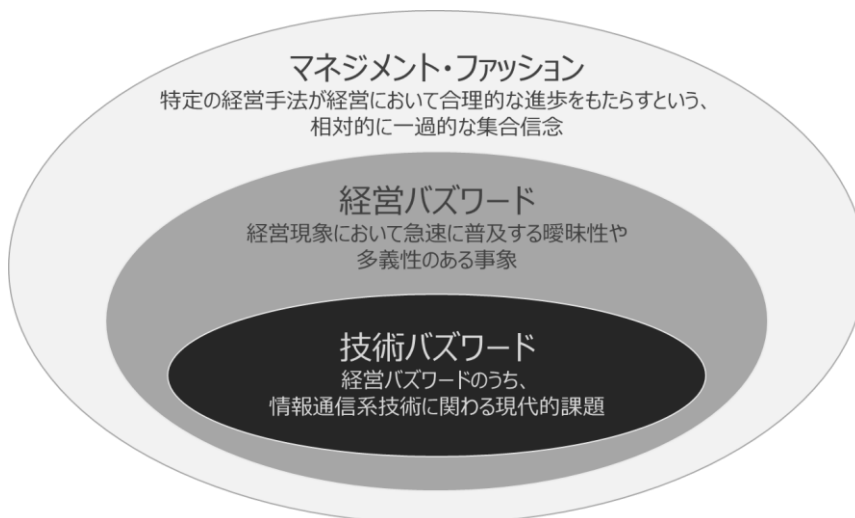 マネジメント・ファッション
特定の経営手法が経営において合理的な進歩をもたらすという、
相対的に一過的な集合信念
経営バズワード
経営現象において急速に普及する曖昧性や
多義性のある事象
技術バズワード
経営バズワードのうち、
情報通信系技術に関わる現代的課題